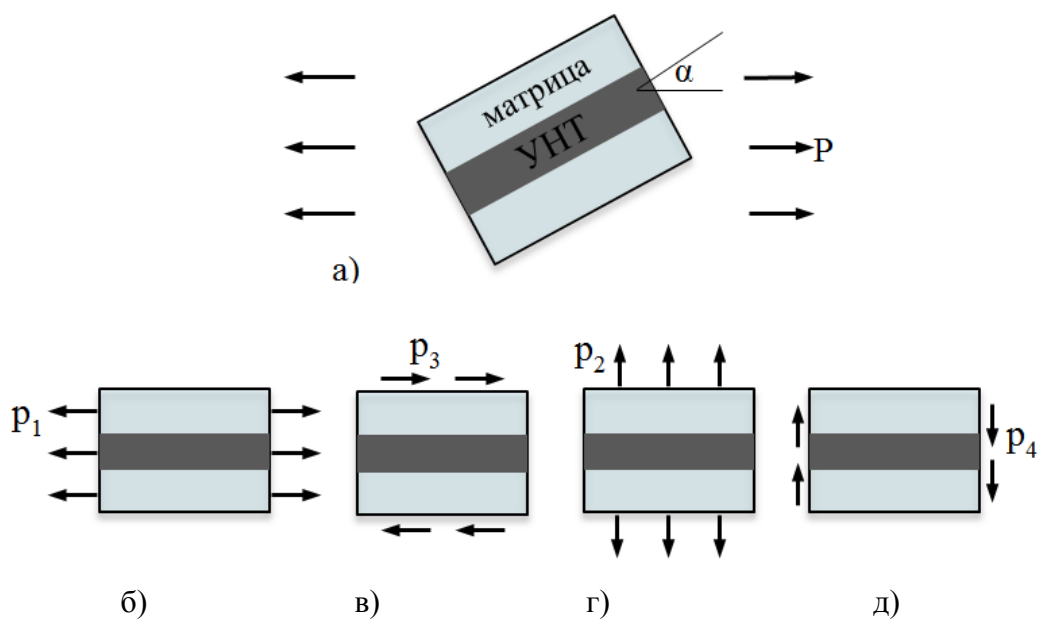 матрица
α
УНТ
P
а)
p₃
p₂
p₁
p₄
б) в) г) д)